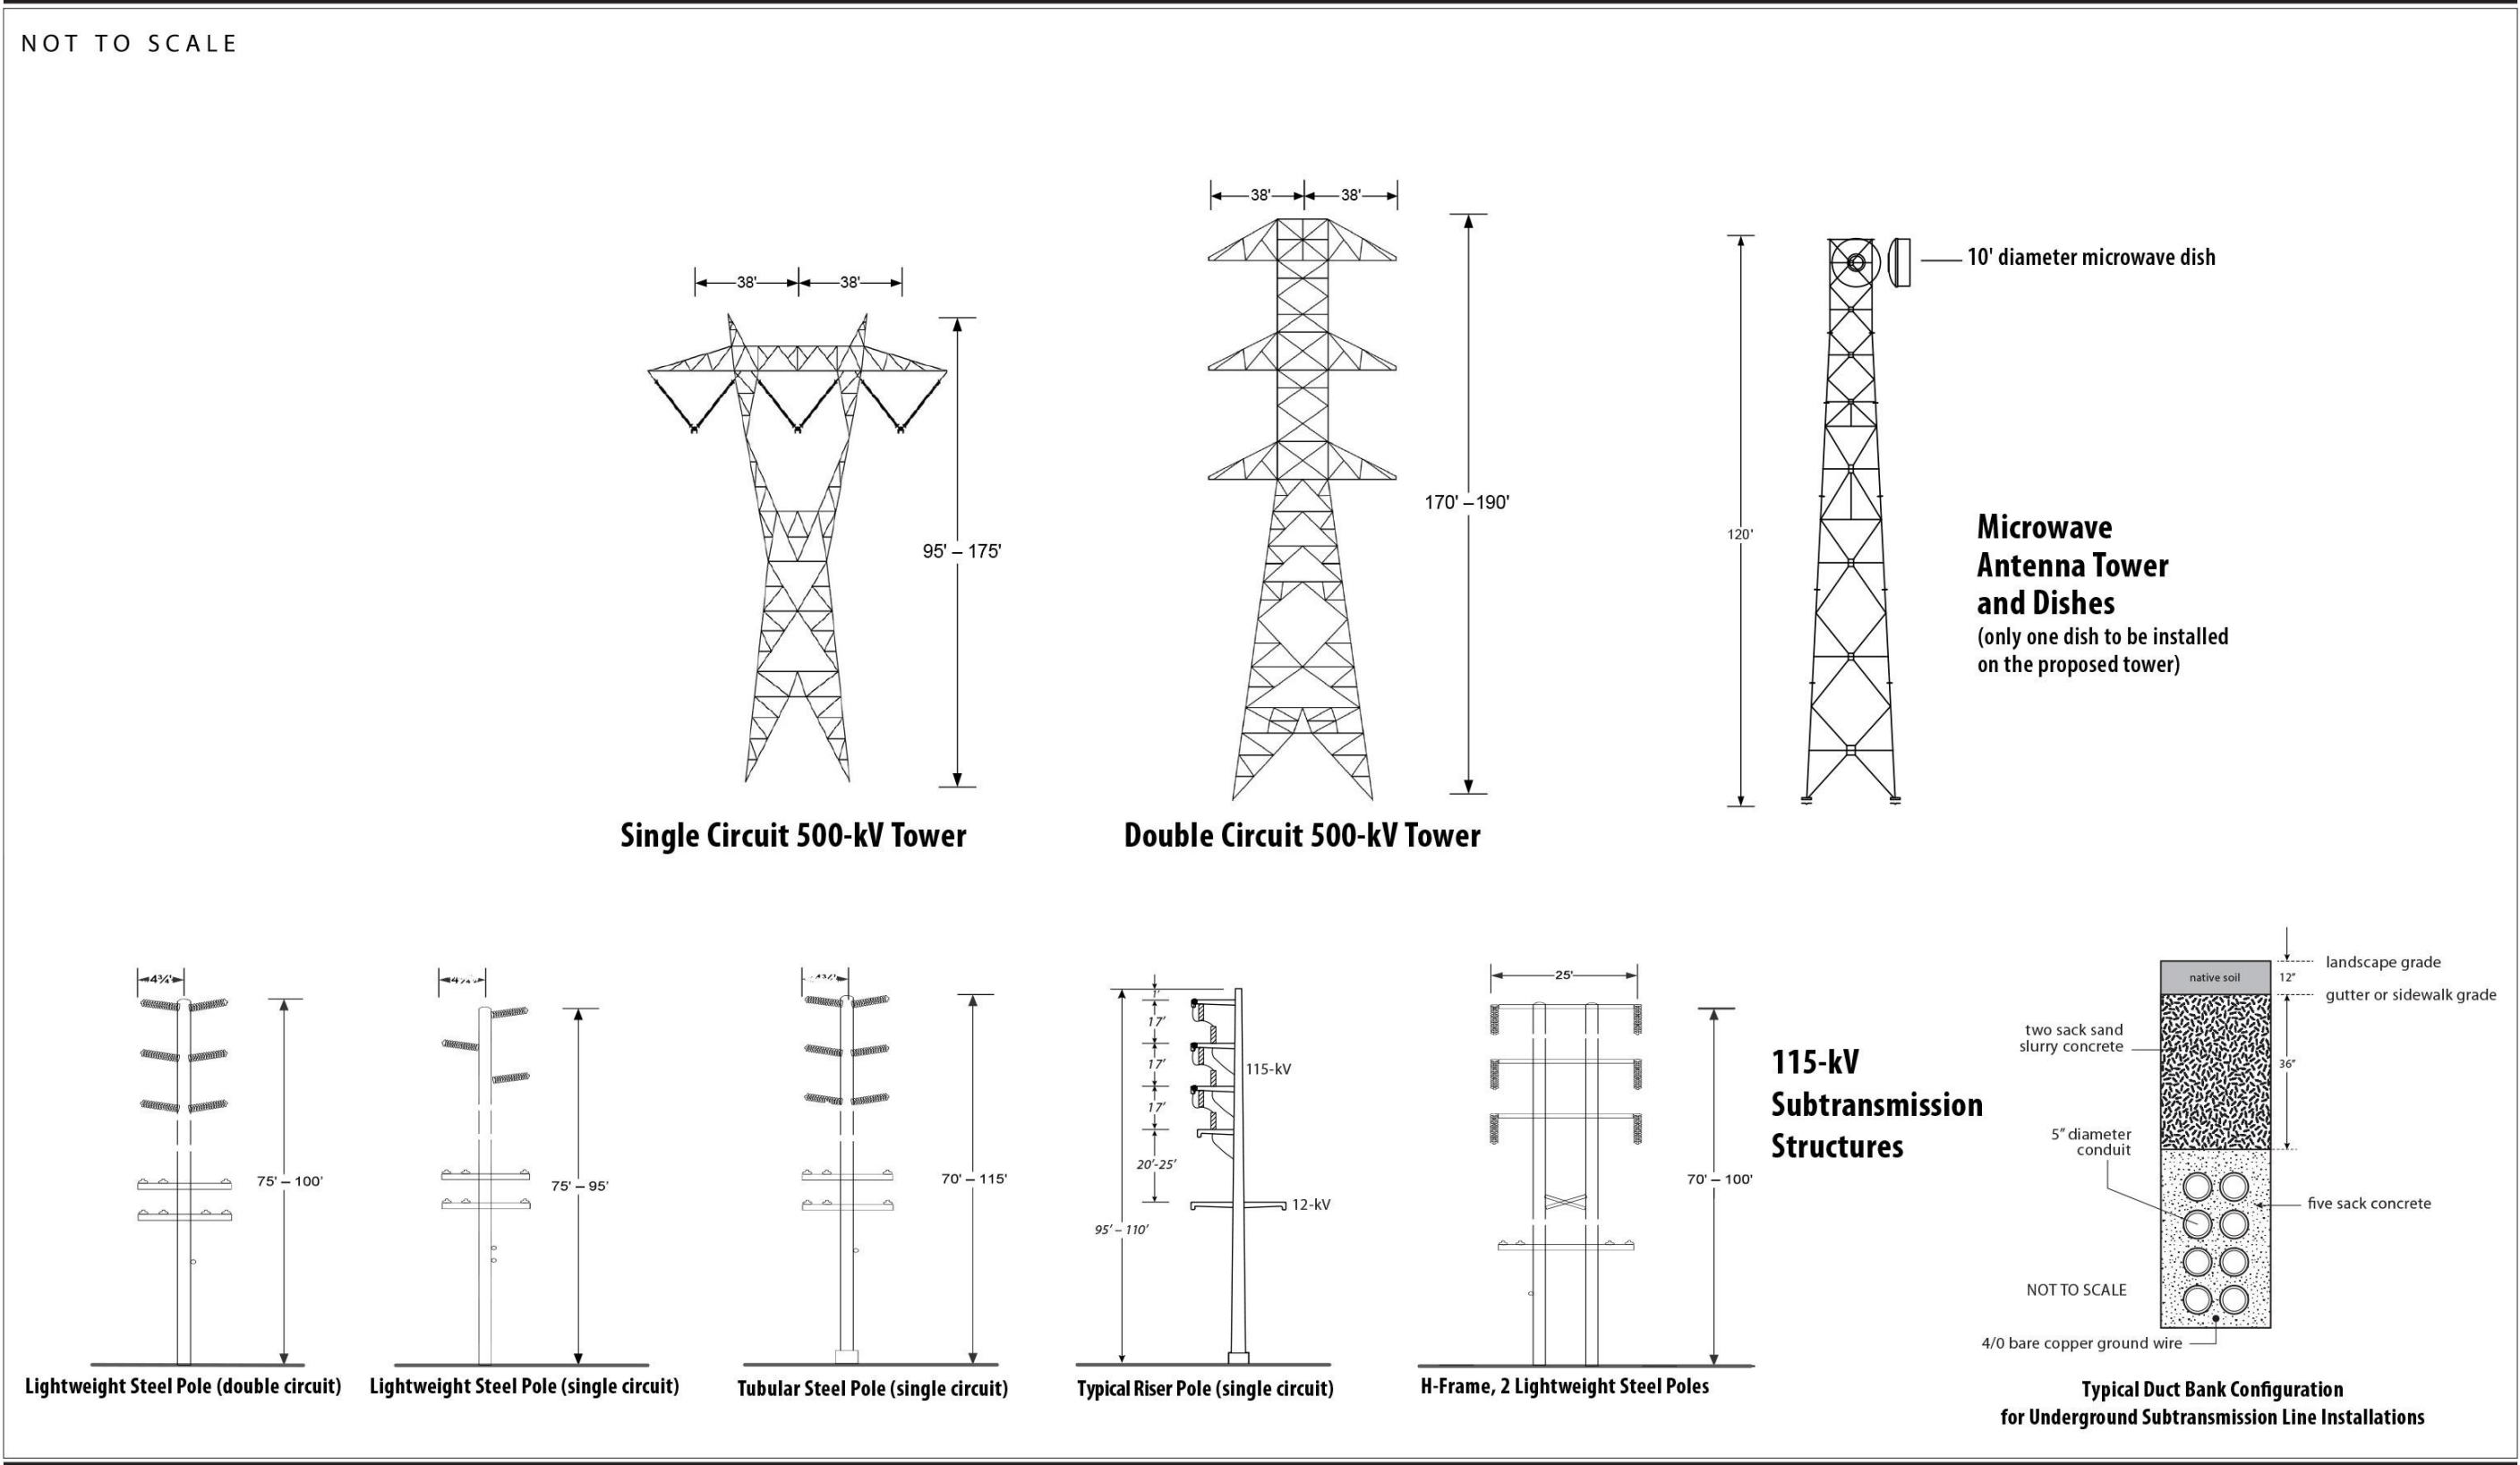 NOT TO SCALE
38' 38'
95' – 175'
Single Circuit 500-kV Tower
38' 38'
170' –190'
Double Circuit 500-kV Tower
120'
10' diameter microwave dish
Microwave
Antenna Tower
and Dishes
(only one dish to be installed
on the proposed tower)
4¾'
75' – 100'
Lightweight Steel Pole (double circuit)
75' – 95'
Lightweight Steel Pole (single circuit)
70' – 115'
Tubular Steel Pole (single circuit)
17'
17'
17'
20'-25'
95' – 110'
115-kV
12-kV
Typical Riser Pole (single circuit)
25'
70' – 100'
H-Frame, 2 Lightweight Steel Poles
115-kV
Subtransmission
Structures
landscape grade
native soil
12"
gutter or sidewalk grade
two sack sand
slurry concrete
36"
5" diameter
conduit
five sack concrete
NOT TO SCALE
4/0 bare copper ground wire
Typical Duct Bank Configuration
for Underground Subtransmission Line Installations